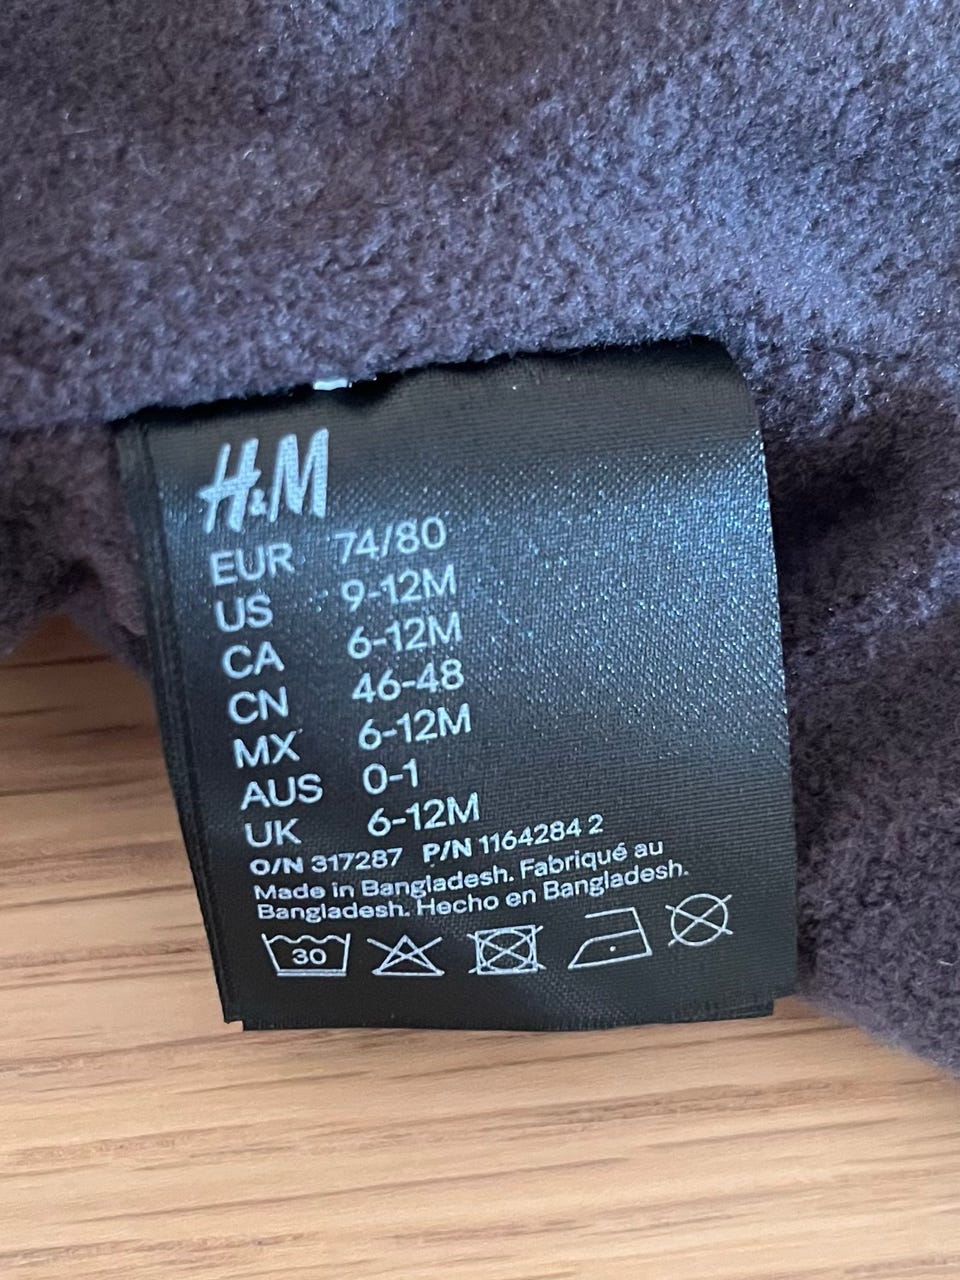 H&M
EUR 74/80
US 9-12M
CA 6-12M
CN 46-48
MX 6-12M
AUS 0-1
UK 6-12M
O/N 317287 P/N 1164284 2
Made in Bangladesh. Fabriqué au
Bangladesh. Hecho en Bangladesh.
30